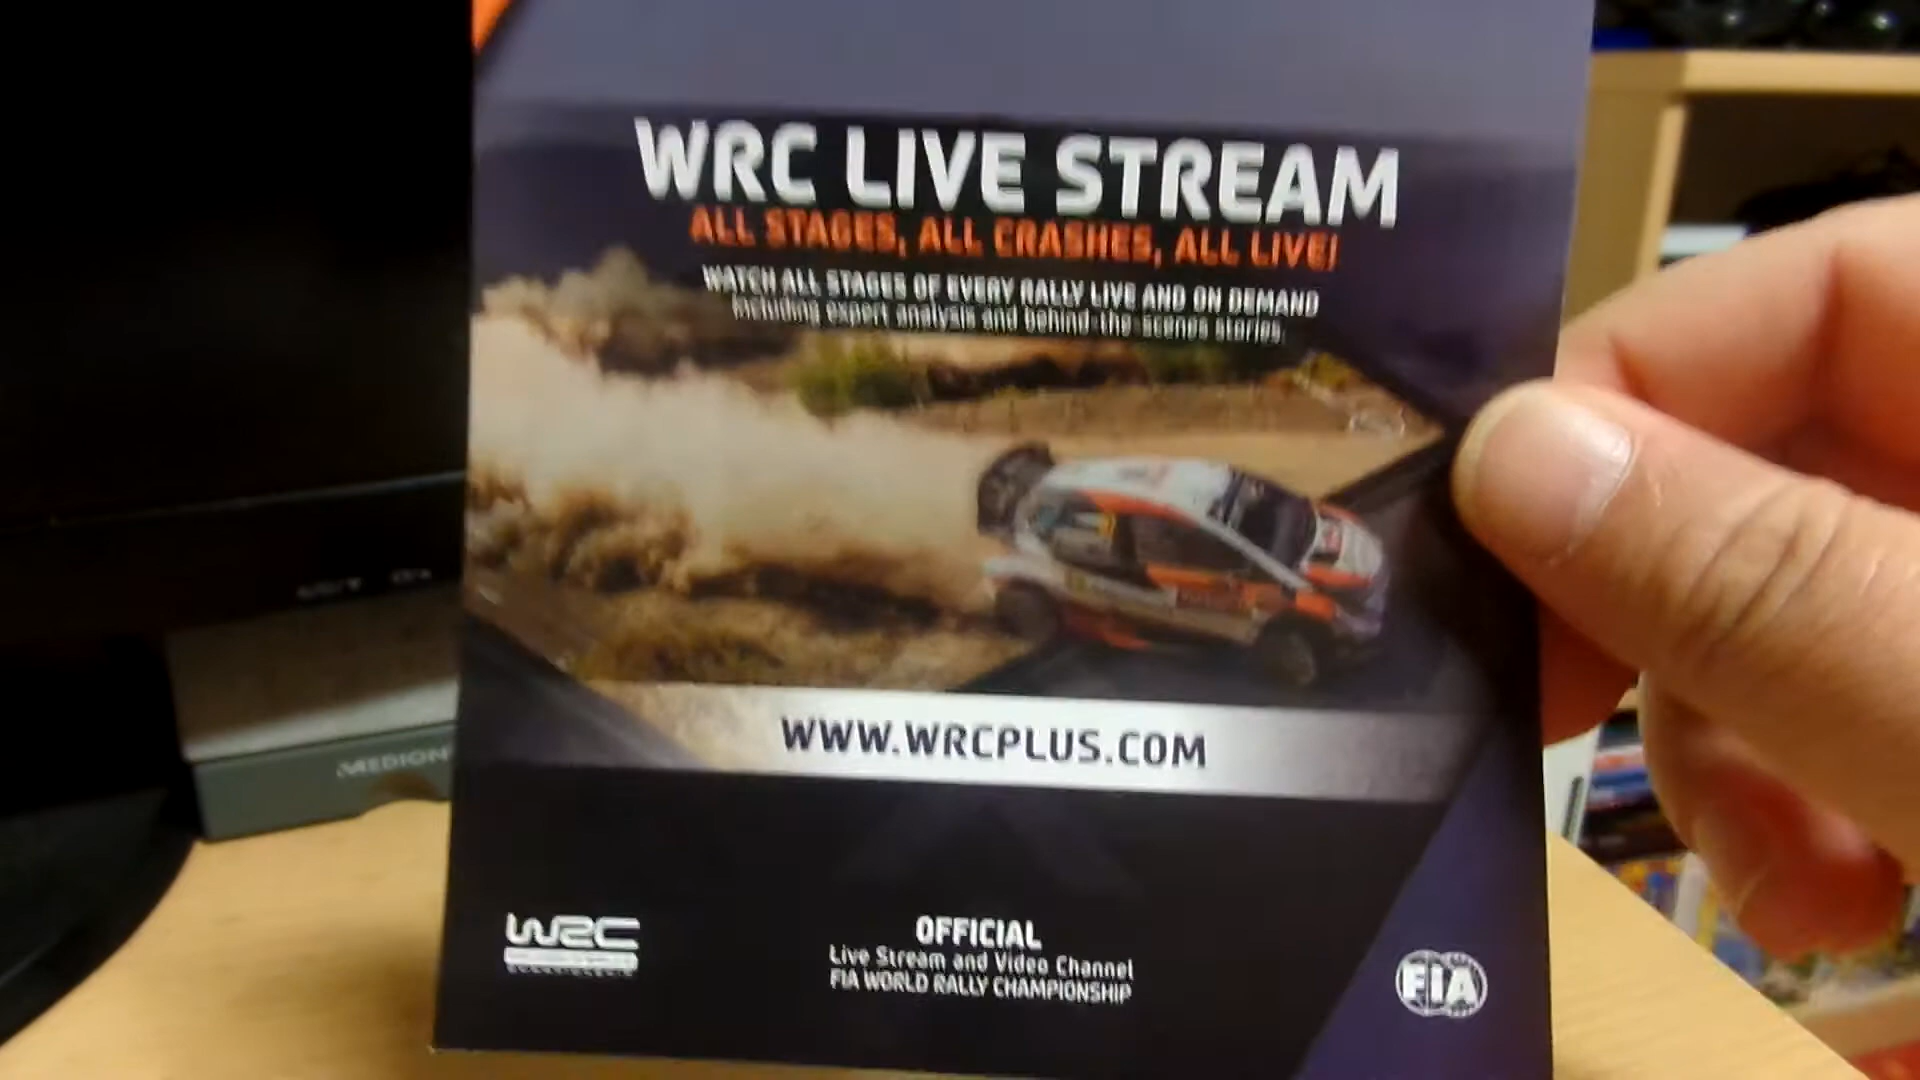 WRC LIVE STREAM
ALL STAGES, ALL CRASHES, ALL LIVE!
WATCH ALL STAGES OF EVERY RALLY LIVE AND ON DEMAND
Including expert analysis and behind-the-scenes stories.
WWW.WRCPLUS.COM
MEDION
WRC
OFFICIAL
Live Stream and Video Channel
FIA WORLD RALLY CHAMPIONSHIP
FIA